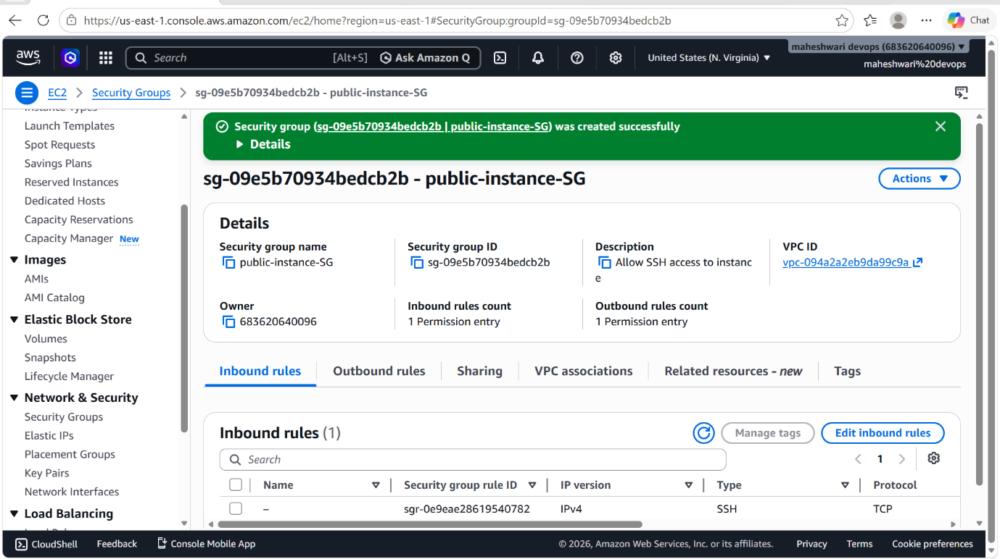 https://us-east-1.console.aws.amazon.com/ec2/home?region=us-east-1#SecurityGroup:groupId=sg-09e5b70934bedcb2b
Chat
aws
Search [Alt+S] Ask Amazon Q
United States (N. Virginia)
maheshwari devops (683620640096)
maheshwari%20devops
EC2 Security Groups sg-09e5b70934bedcb2b - public-instance-SG
Instance Types
Launch Templates
Spot Requests
Savings Plans
Reserved Instances
Dedicated Hosts
Capacity Reservations
Capacity Manager New
Images
AMIs
AMI Catalog
Elastic Block Store
Volumes
Snapshots
Lifecycle Manager
Network & Security
Security Groups
Elastic IPs
Placement Groups
Key Pairs
Network Interfaces
Load Balancing
Security group (sg-09e5b70934bedcb2b | public-instance-SG) was created successfully
Details
sg-09e5b70934bedcb2b - public-instance-SG
Actions
Details
Security group name
public-instance-SG
Security group ID
sg-09e5b70934bedcb2b
Description
Allow SSH access to instanc
e
VPC ID
vpc-094a2a2eb9da99c9a
Owner
683620640096
Inbound rules count
1 Permission entry
Outbound rules count
1 Permission entry
Inbound rules Outbound rules Sharing VPC associations Related resources - new Tags
Inbound rules (1)
Manage tags
Edit inbound rules
Search
1
Name Security group rule ID IP version Type Protocol
– sgr-0e9eae28619540782 IPv4 SSH TCP
CloudShell Feedback Console Mobile App © 2026, Amazon Web Services, Inc. or its affiliates. Privacy Terms Cookie preferences